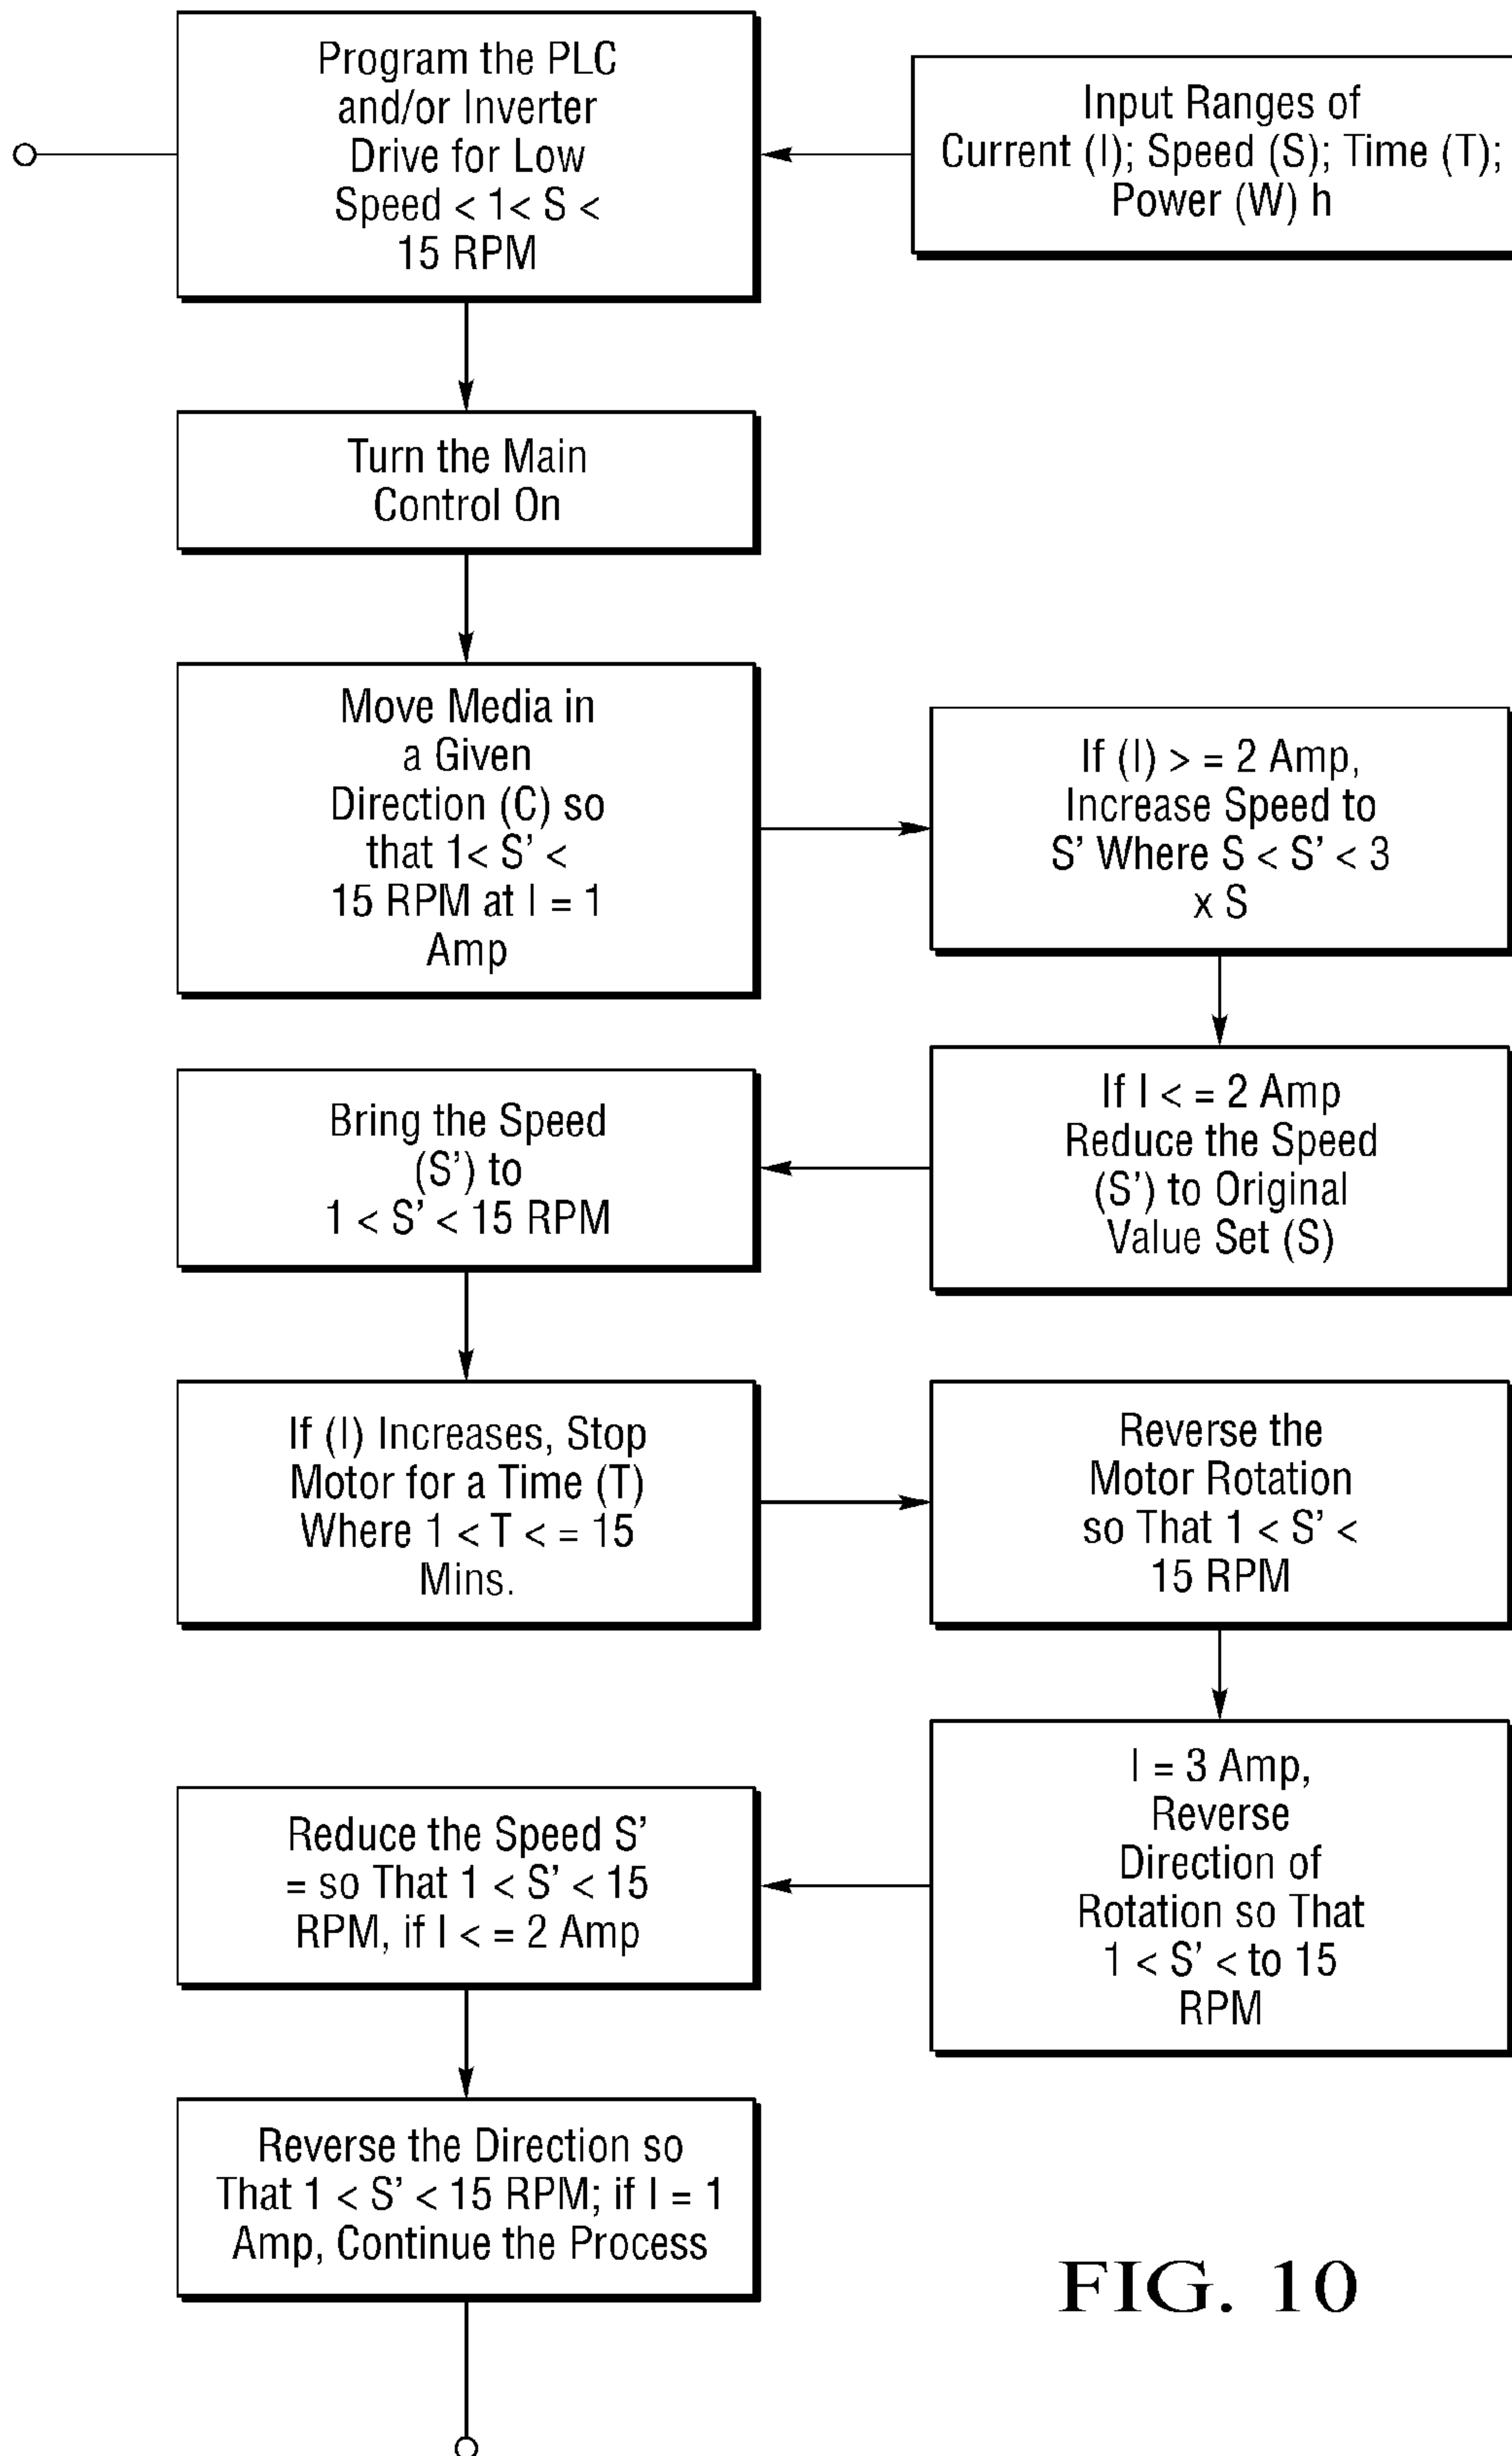 Program the PLC
and/or Inverter
Drive for Low
Speed < 1< S <
15 RPM
Input Ranges of
Current (I); Speed (S); Time (T);
Power (W) h
Turn the Main
Control On
Move Media in
a Given
Direction (C) so
that 1< S’ <
15 RPM at I = 1
Amp
If (I) > = 2 Amp,
Increase Speed to
S’ Where S < S’ < 3
x S
If I < = 2 Amp
Reduce the Speed
(S’) to Original
Value Set (S)
Bring the Speed
(S’) to
1 < S’ < 15 RPM
If (I) Increases, Stop
Motor for a Time (T)
Where 1 < T < = 15
Mins.
Reverse the
Motor Rotation
so That 1 < S’ <
15 RPM
I = 3 Amp,
Reverse
Direction of
Rotation so That
1 < S’ < to 15
RPM
Reduce the Speed S’
= so That 1 < S’ < 15
RPM, if I < = 2 Amp
Reverse the Direction so
That 1 < S’ < 15 RPM; if I = 1
Amp, Continue the Process
FIG. 10